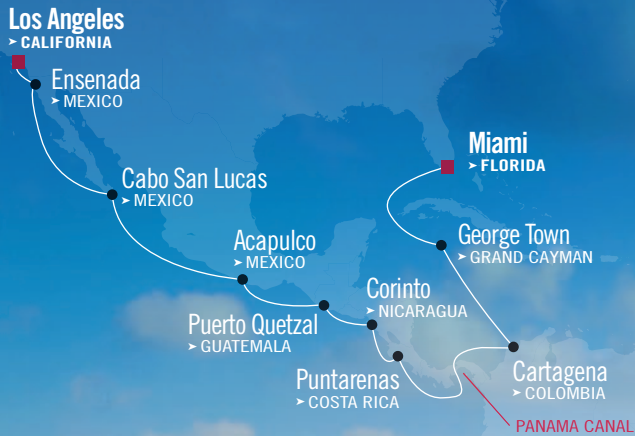 Los Angeles
➤ CALIFORNIA
Ensenada
➤ MEXICO
Cabo San Lucas
➤ MEXICO
Acapulco
➤ MEXICO
Puerto Quetzal
➤ GUATEMALA
Corinto
➤ NICARAGUA
Puntarenas
➤ COSTA RICA
Miami
➤ FLORIDA
George Town
➤ GRAND CAYMAN
Cartagena
➤ COLOMBIA
PANAMA CANAL